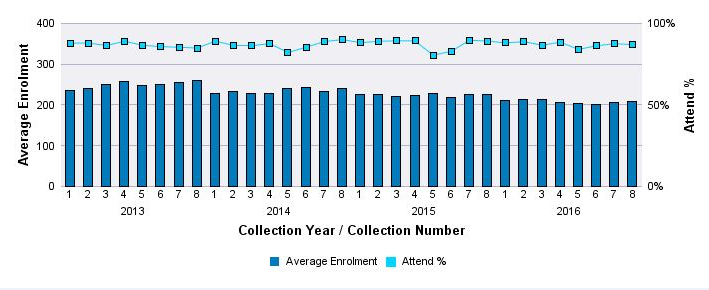 400
100%
300
200
50%
100
0
0%
Average Enrolment
Attend %
1 2 3 4 5 6 7 8 1 2 3 4 5 6 7 8 1 2 3 4 5 6 7 8 1 2 3 4 5 6 7 8
2013 2014 2015 2016
Collection Year / Collection Number
Average Enrolment Attend %